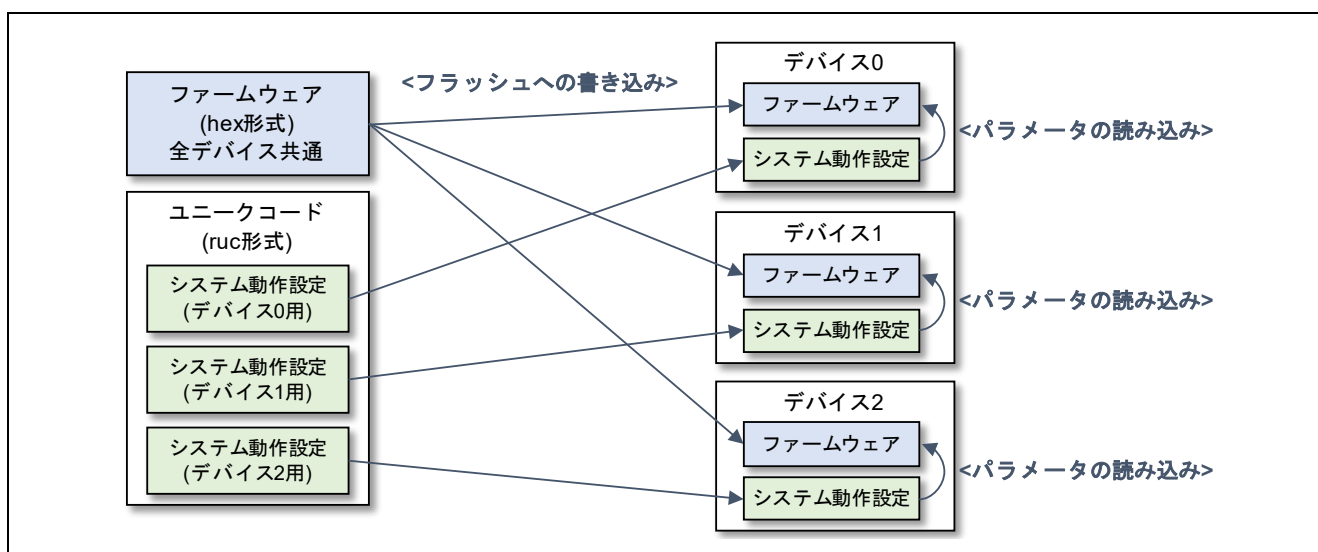 ファームウェア
(hex形式)
全デバイス共通
ユニークコード
(ruc形式)
システム動作設定
(デバイス0用)
システム動作設定
(デバイス1用)
システム動作設定
(デバイス2用)
<フラッシュへの書き込み>
デバイス0
ファームウェア
システム動作設定
<パラメータの読み込み>
デバイス1
ファームウェア
システム動作設定
<パラメータの読み込み>
デバイス2
ファームウェア
システム動作設定
<パラメータの読み込み>